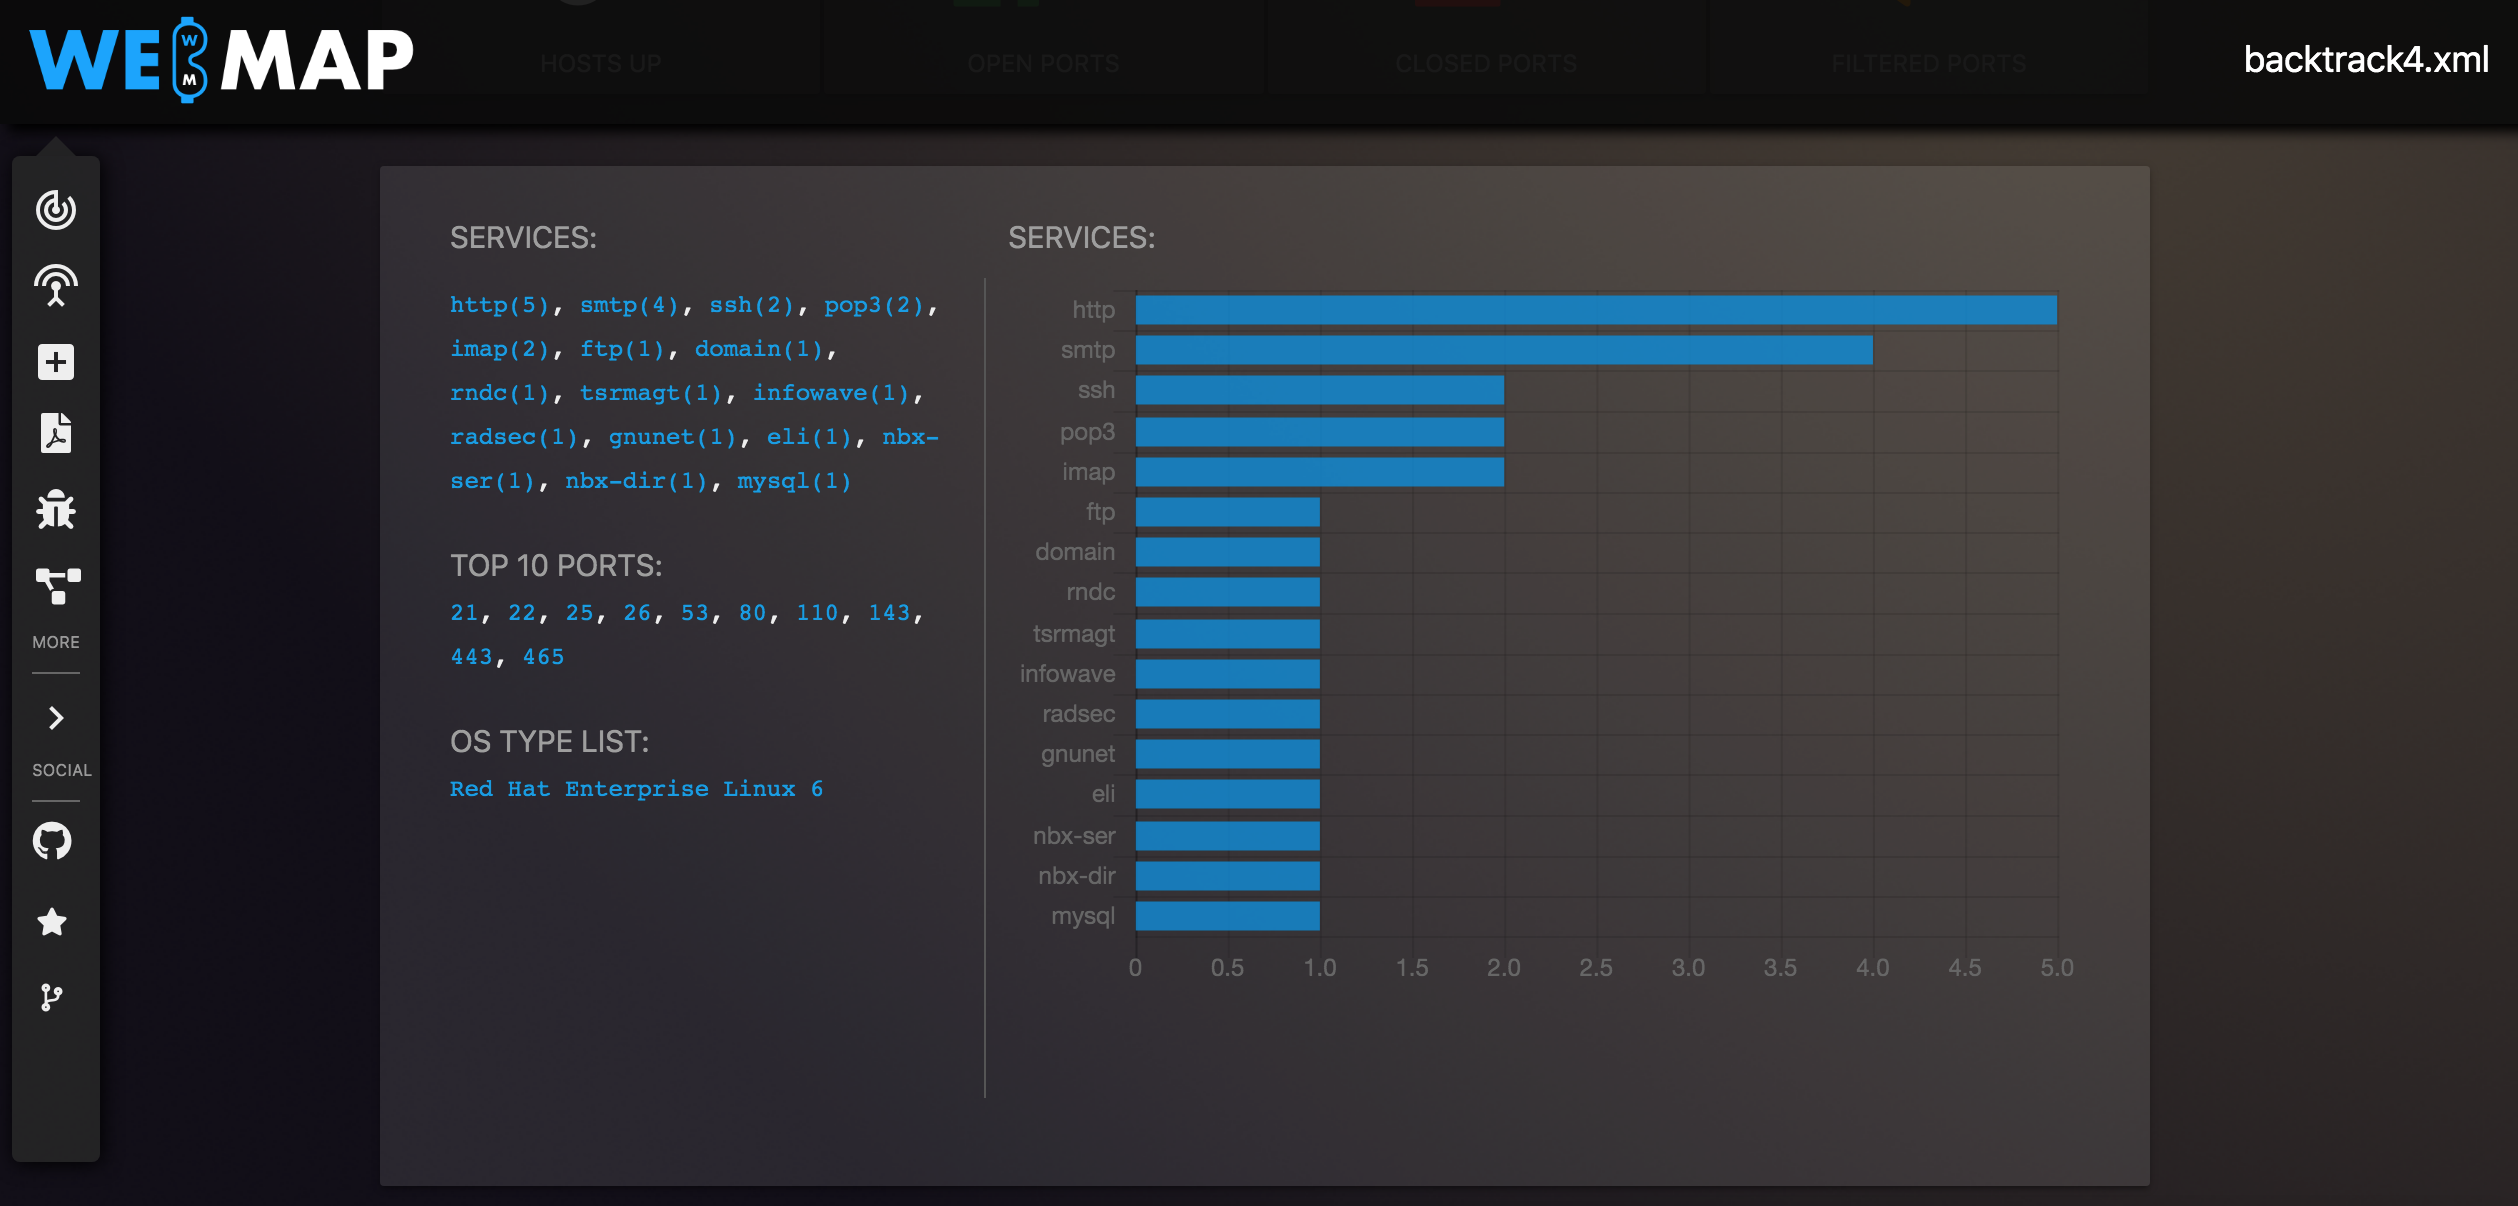 WEBMAP
W
M
HOSTS UP
OPEN PORTS
CLOSED PORTS
FILTERED PORTS
backtrack4.xml
MORE
SOCIAL
SERVICES:
http(5), smtp(4), ssh(2), pop3(2),
imap(2), ftp(1), domain(1),
rndc(1), tsrmagt(1), infowave(1),
radsec(1), gnunet(1), eli(1), nbx-
ser(1), nbx-dir(1), mysql(1)
TOP 10 PORTS:
21, 22, 25, 26, 53, 80, 110, 143,
443, 465
OS TYPE LIST:
Red Hat Enterprise Linux 6
SERVICES:
http
smtp
ssh
pop3
imap
ftp
domain
rndc
tsrmagt
infowave
radsec
gnunet
eli
nbx-ser
nbx-dir
mysql
0 0.5 1.0 1.5 2.0 2.5 3.0 3.5 4.0 4.5 5.0